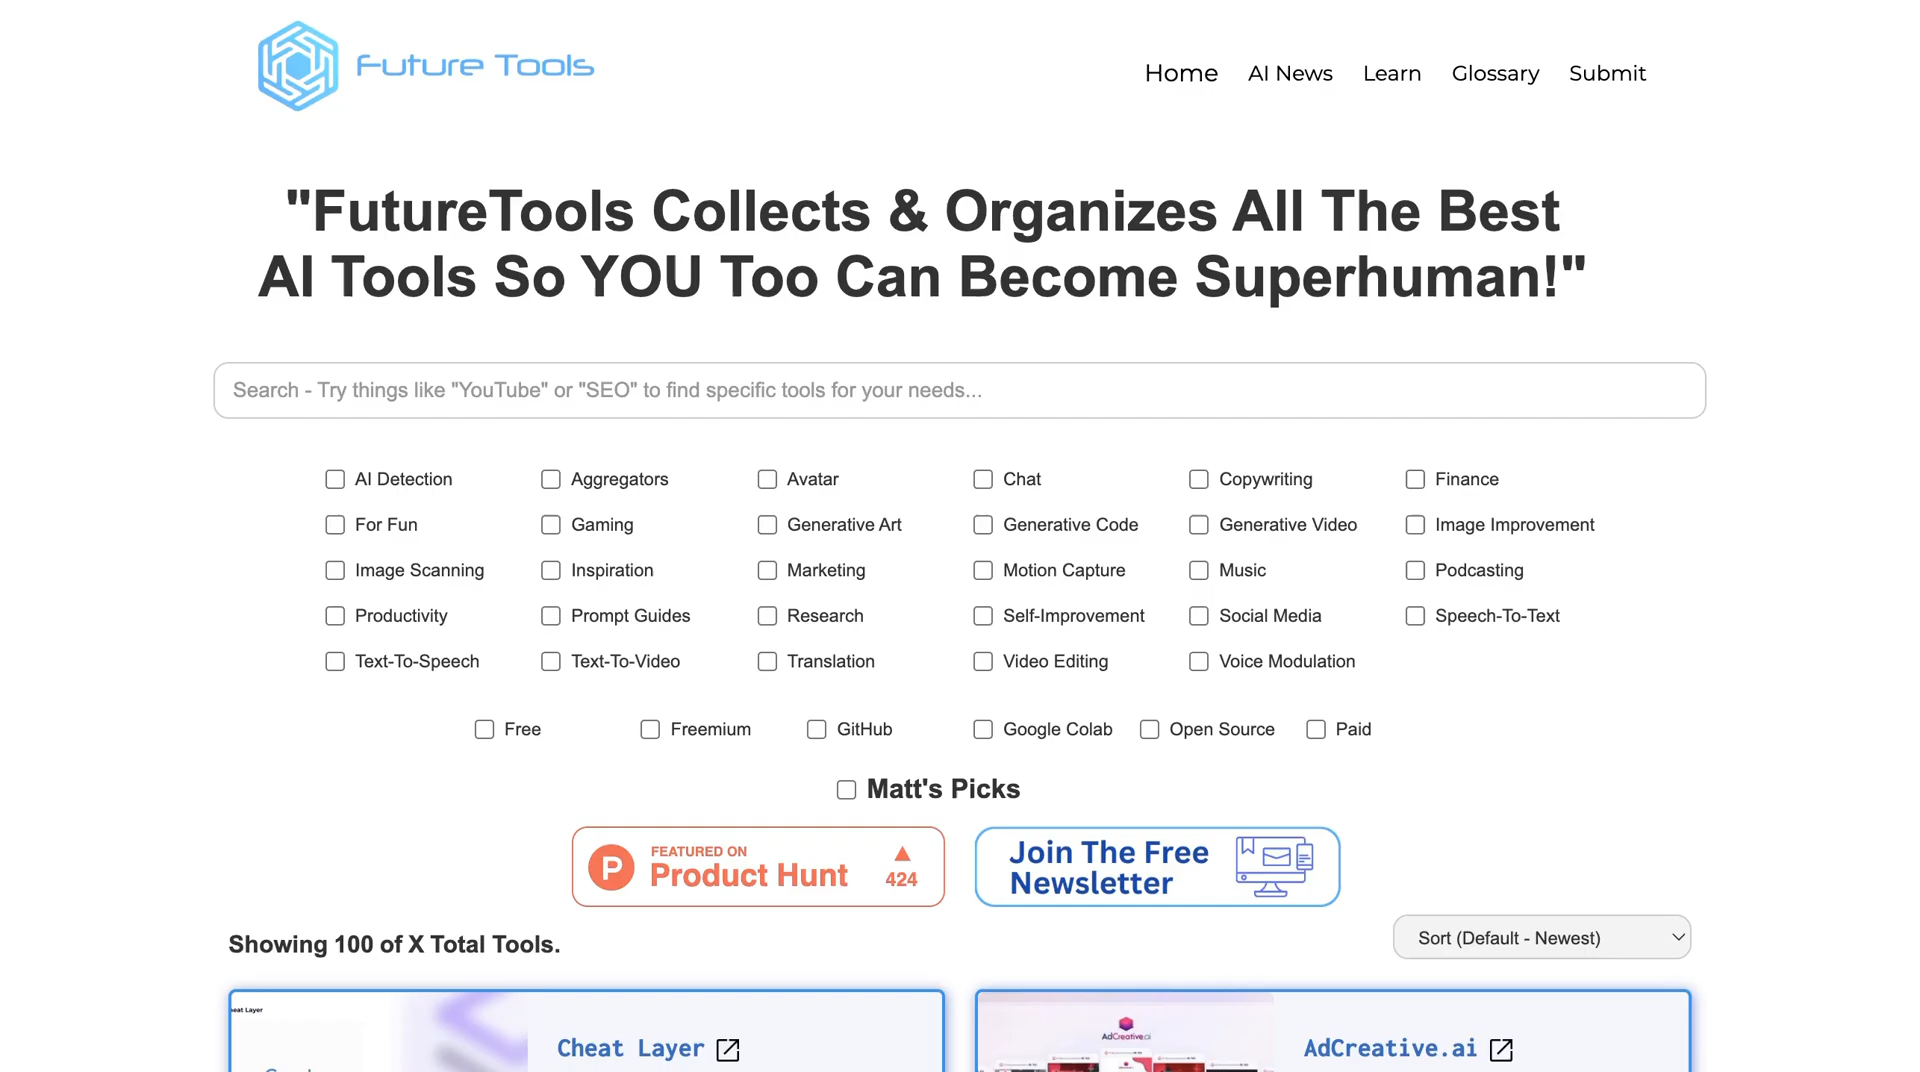 Future Tools
Home AI News Learn Glossary Submit
"FutureTools Collects & Organizes All The Best
AI Tools So YOU Too Can Become Superhuman!"
Search - Try things like "YouTube" or "SEO" to find specific tools for your needs...
AI Detection Aggregators Avatar Chat Copywriting Finance
For Fun Gaming Generative Art Generative Code Generative Video Image Improvement
Image Scanning Inspiration Marketing Motion Capture Music Podcasting
Productivity Prompt Guides Research Self-Improvement Social Media Speech-To-Text
Text-To-Speech Text-To-Video Translation Video Editing Voice Modulation
Free Freemium GitHub Google Colab Open Source Paid
Matt's Picks
P
FEATURED ON
Product Hunt
424
Join The Free
Newsletter
Showing 100 of X Total Tools.
Sort (Default - Newest)
eat Layer
Cheat Layer
AdCreative.ai
AdCreative.ai